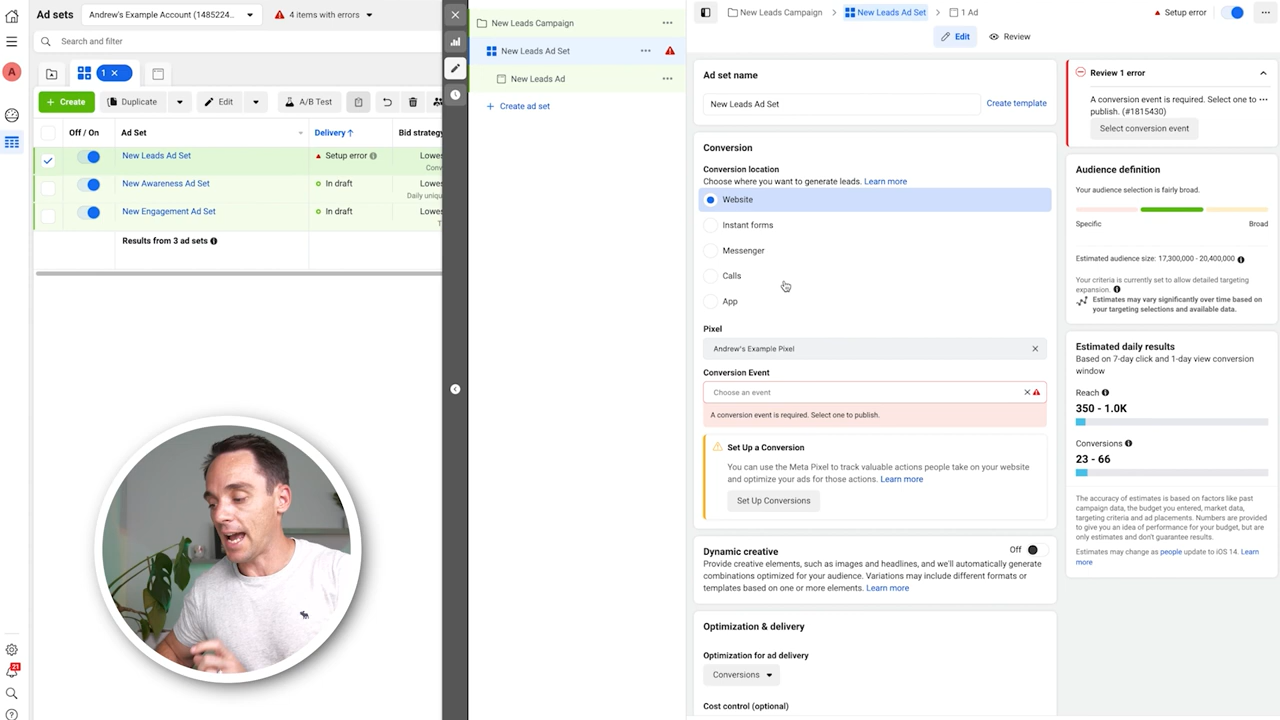 Ad sets
Andrew's Example Account (1485224...
4 items with errors
Search and filter
A
1 ×
Create
Duplicate
Edit
A/B Test
Off / On
Ad Set
Delivery ↑
Bid strategy
New Leads Ad Set
Setup error
Lowes
Conv
New Awareness Ad Set
In draft
Lowes
Daily uniqu
New Engagement Ad Set
In draft
Lowes
Results from 3 ad sets
21
New Leads Campaign
New Leads Ad Set
New Leads Ad
+ Create ad set
New Leads Campaign
New Leads Ad Set
1 Ad
Setup error
Edit
Review
Ad set name
New Leads Ad Set
Create template
Conversion
Conversion location
Choose where you want to generate leads. Learn more
Website
Instant forms
Messenger
Calls
App
Pixel
Andrew's Example Pixel
Conversion Event
Choose an event
A conversion event is required. Select one to publish.
Set Up a Conversion
You can use the Meta Pixel to track valuable actions people take on your website
and optimize your ads for those actions. Learn more
Set Up Conversions
Dynamic creative
Off
Provide creative elements, such as images and headlines, and we'll automatically generate
combinations optimized for your audience. Variations may include different formats or
templates based on one or more elements. Learn more
Optimization & delivery
Optimization for ad delivery
Conversions
Cost control (optional)
Review 1 error
A conversion event is required. Select one to
publish. (#1815430)
Select conversion event
Audience definition
Your audience selection is fairly broad.
Specific
Broad
Estimated audience size: 17,300,000 - 20,400,000
Your criteria is currently set to allow detailed targeting
expansion.
Estimates may vary significantly over time based on
your targeting selections and available data.
Estimated daily results
Based on 7-day click and 1-day view conversion
window
Reach
350 - 1.0K
Conversions
23 - 66
The accuracy of estimates is based on factors like past
campaign data, the budget you entered, market data,
targeting criteria and ad placements. Numbers are provided
to give you an idea of performance for your budget, but are
only estimates and don't guarantee results.
Estimates may change as people update to iOS 14. Learn
more